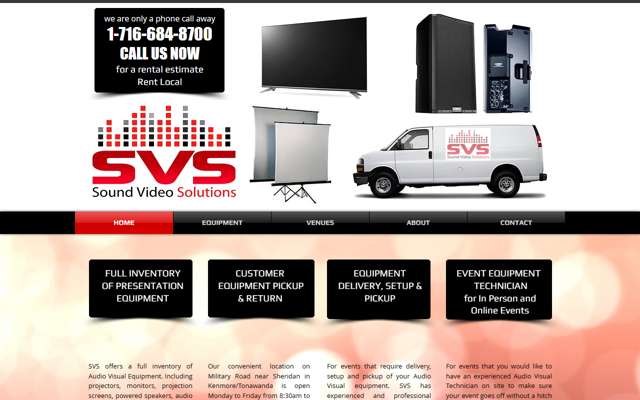 we are only a phone call away
1-716-684-8700
CALL US NOW
for a rental estimate
Rent Local
SVS
Sound Video Solutions
SVS
Sound Video Solutions
HOME
EQUIPMENT
VENUES
ABOUT
CONTACT
FULL INVENTORY
OF PRESENTATION
EQUIPMENT
CUSTOMER
EQUIPMENT PICKUP
& RETURN
EQUIPMENT
DELIVERY, SETUP &
PICKUP
EVENT EQUIPMENT
TECHNICIAN
for In Person and
Online Events
SVS offers a full inventory of
Audio Visual Equipment. Including
projectors, monitors, projection
screens, powered speakers, audio
Our convenient location on
Military Road near Sheridan in
Kenmore/Tonawanda is open
Monday to Friday from 8:30am to
For events that require delivery,
setup and pickup of your Audio
Visual equipment. SVS has
experienced and professional
For events that you would like to
have an experienced Audio Visual
Technician on site to make sure
your event goes off without a hitch